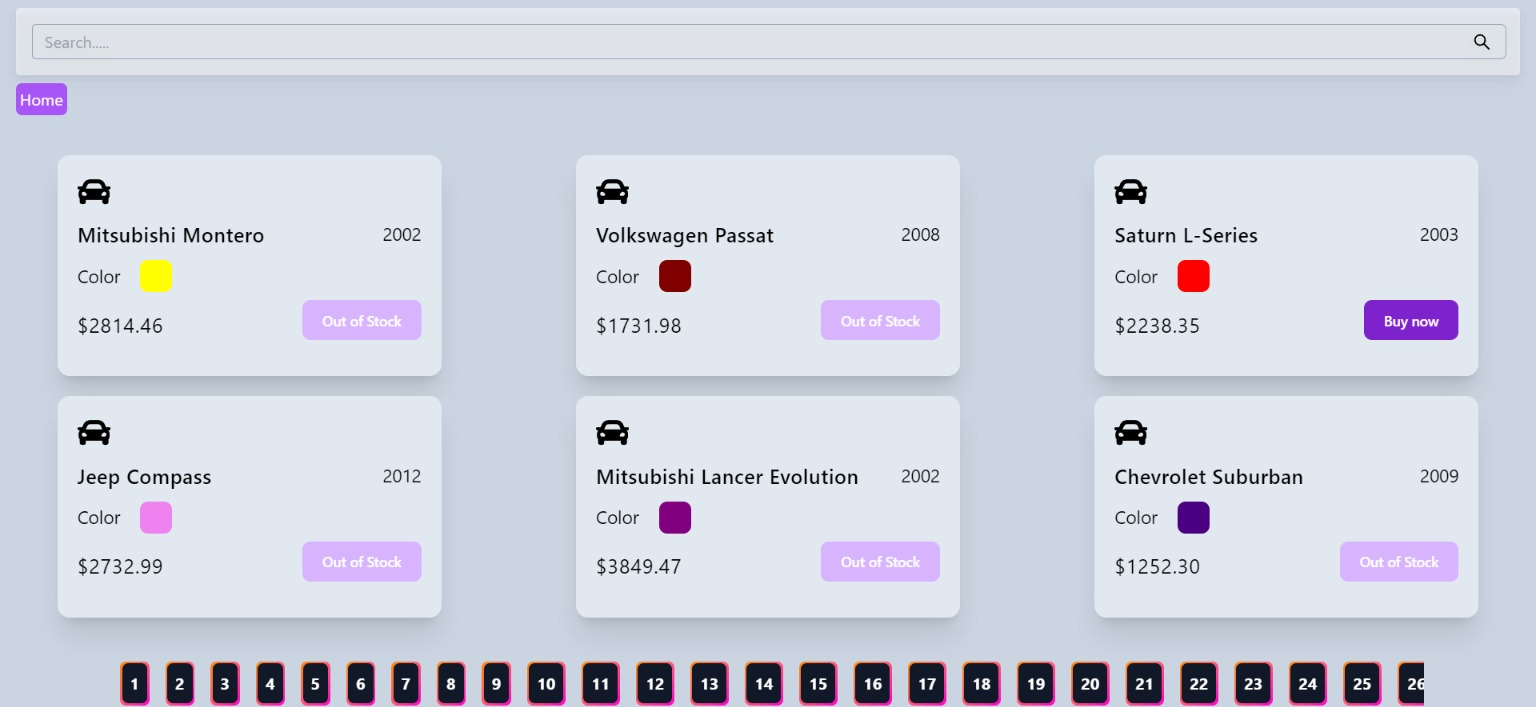 Search.....
Home
Mitsubishi Montero 2002
Color
$2814.46 Out of Stock
Volkswagen Passat 2008
Color
$1731.98 Out of Stock
Saturn L-Series 2003
Color
$2238.35 Buy now
Jeep Compass 2012
Color
$2732.99 Out of Stock
Mitsubishi Lancer Evolution 2002
Color
$3849.47 Out of Stock
Chevrolet Suburban 2009
Color
$1252.30 Out of Stock
1 2 3 4 5 6 7 8 9 10 11 12 13 14 15 16 17 18 19 20 21 22 23 24 25 26